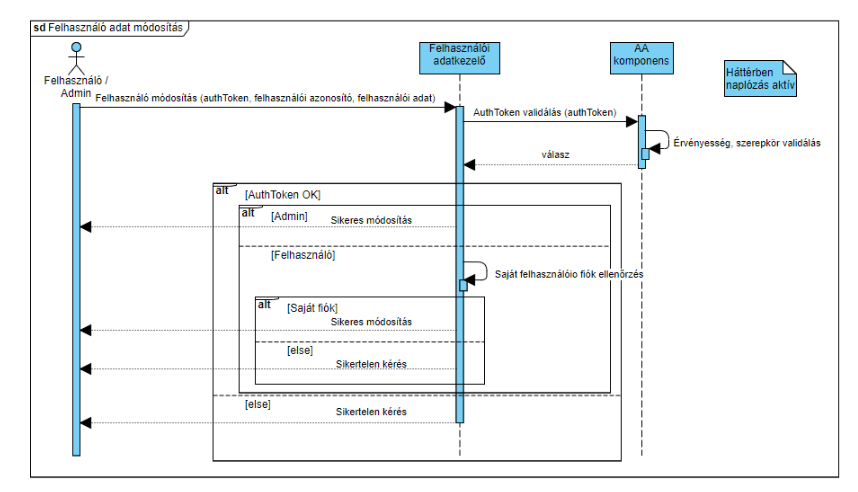 sd Felhasználó adat módosítás
Felhasználó /
Admin
Felhasználói
adatkezelő
AA
komponens
Háttérben
naplózás aktív
Felhasználó módosítás (authToken, felhasználói azonosító, felhasználói adat)
AuthToken validálás (authToken)
Érvényesség, szerepkör validálás
válasz
alt [AuthToken OK]
alt [Admin]
Sikeres módosítás
[Felhasználó]
Saját felhasználóio fiók ellenőrzés
alt [Saját fiók]
Sikeres módosítás
[else]
Sikertelen kérés
[else]
Sikertelen kérés